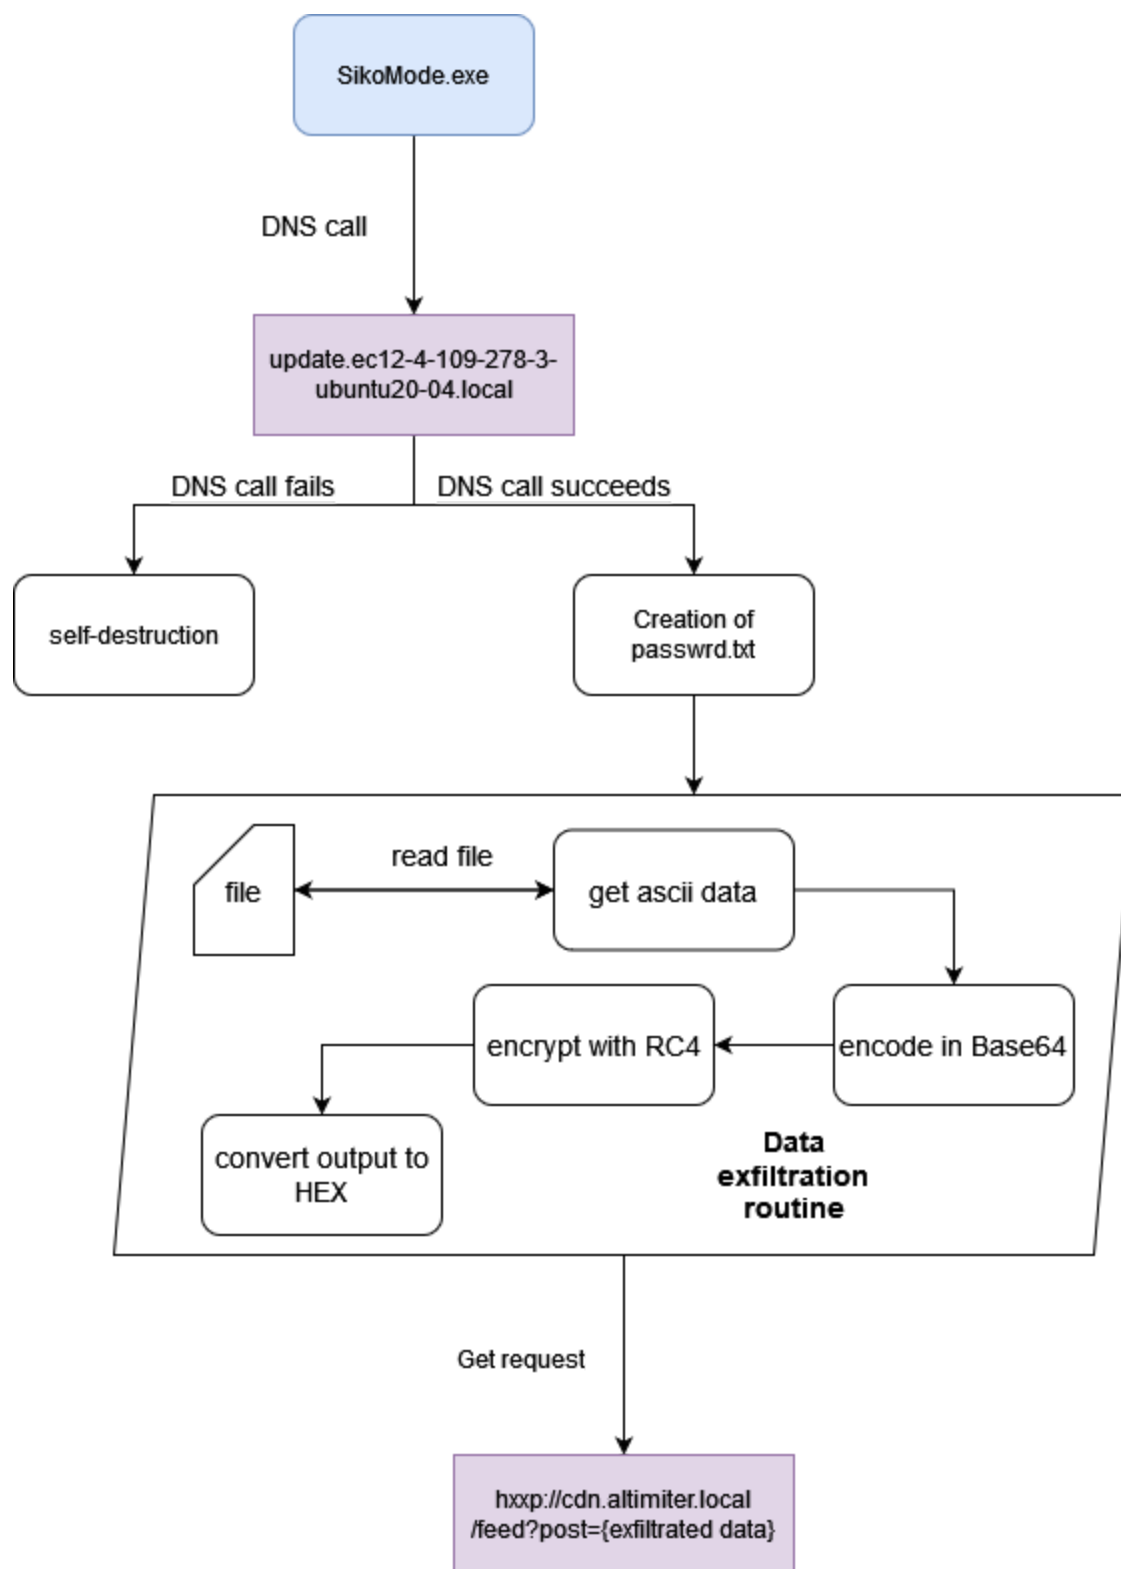 SikoMode.exe
DNS call
update.ec12-4-109-278-3-
ubuntu20-04.local
DNS call fails
DNS call succeeds
self-destruction
Creation of
passwrd.txt
file
read file
get ascii data
encode in Base64
encrypt with RC4
convert output to
HEX
Data
exfiltration
routine
Get request
hxxp://cdn.altimiter.local
/feed?post={exfiltrated data}